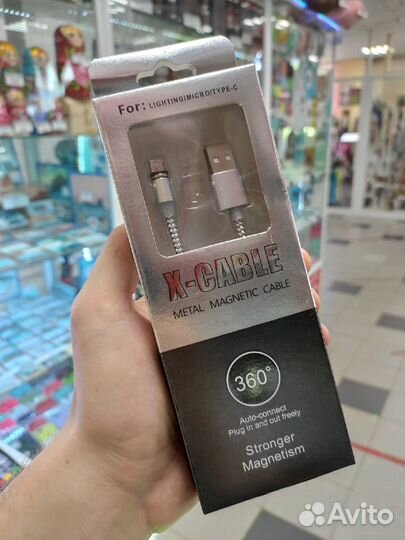 For: LIGHTING/MICRO/TYPE-C
X-CABLE
METAL MAGNETIC CABLE
360°
Auto-connect
Plug in and out freely
Stronger
Magnetism
Avito